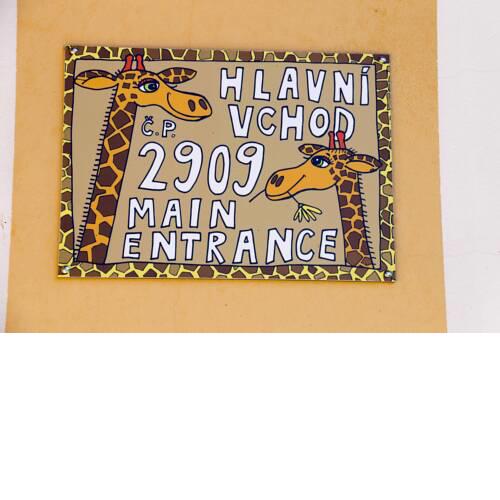 HLAVNÍ
VCHOD
Č.P.
2909
MAIN
ENTRANCE